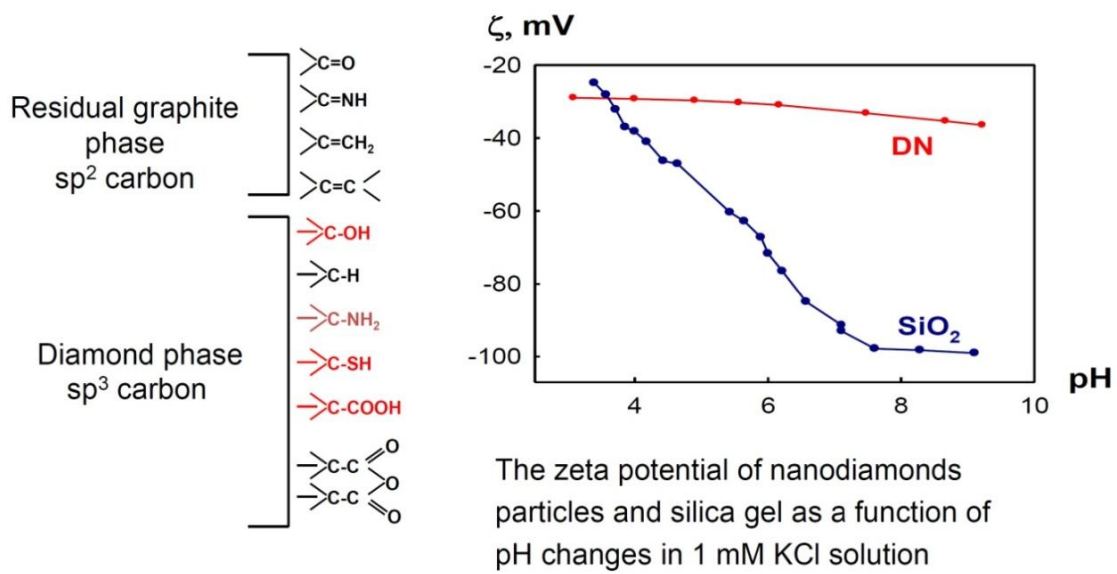 Residual graphite
phase
sp² carbon
C=O
C=NH
C=CH₂
C=C
Diamond phase
sp³ carbon
C-OH
C-H
C-NH₂
C-SH
C-COOH
C-C
O
O
C-C
O
ζ, mV
-20
-40
-60
-80
-100
DN
SiO₂
pH
4
6
8
10
The zeta potential of nanodiamonds
particles and silica gel as a function of
pH changes in 1 mM KCl solution